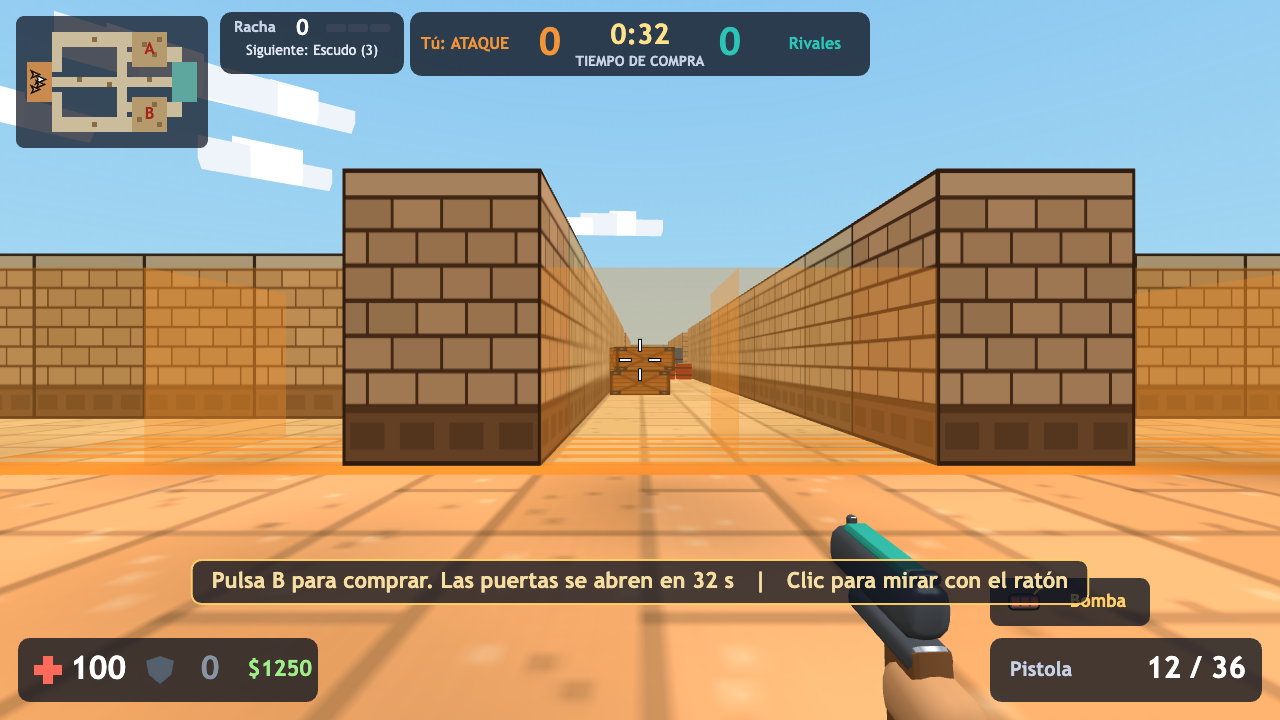 A
B
Racha 0
Siguiente: Escudo (3)
Tú: ATAQUE 0 0:32 0 Rivales
TIEMPO DE COMPRA
Pulsa B para comprar. Las puertas se abren en 32 s | Clic para mirar con el ratón
Bomba
100 0 $1250
Pistola 12 / 36